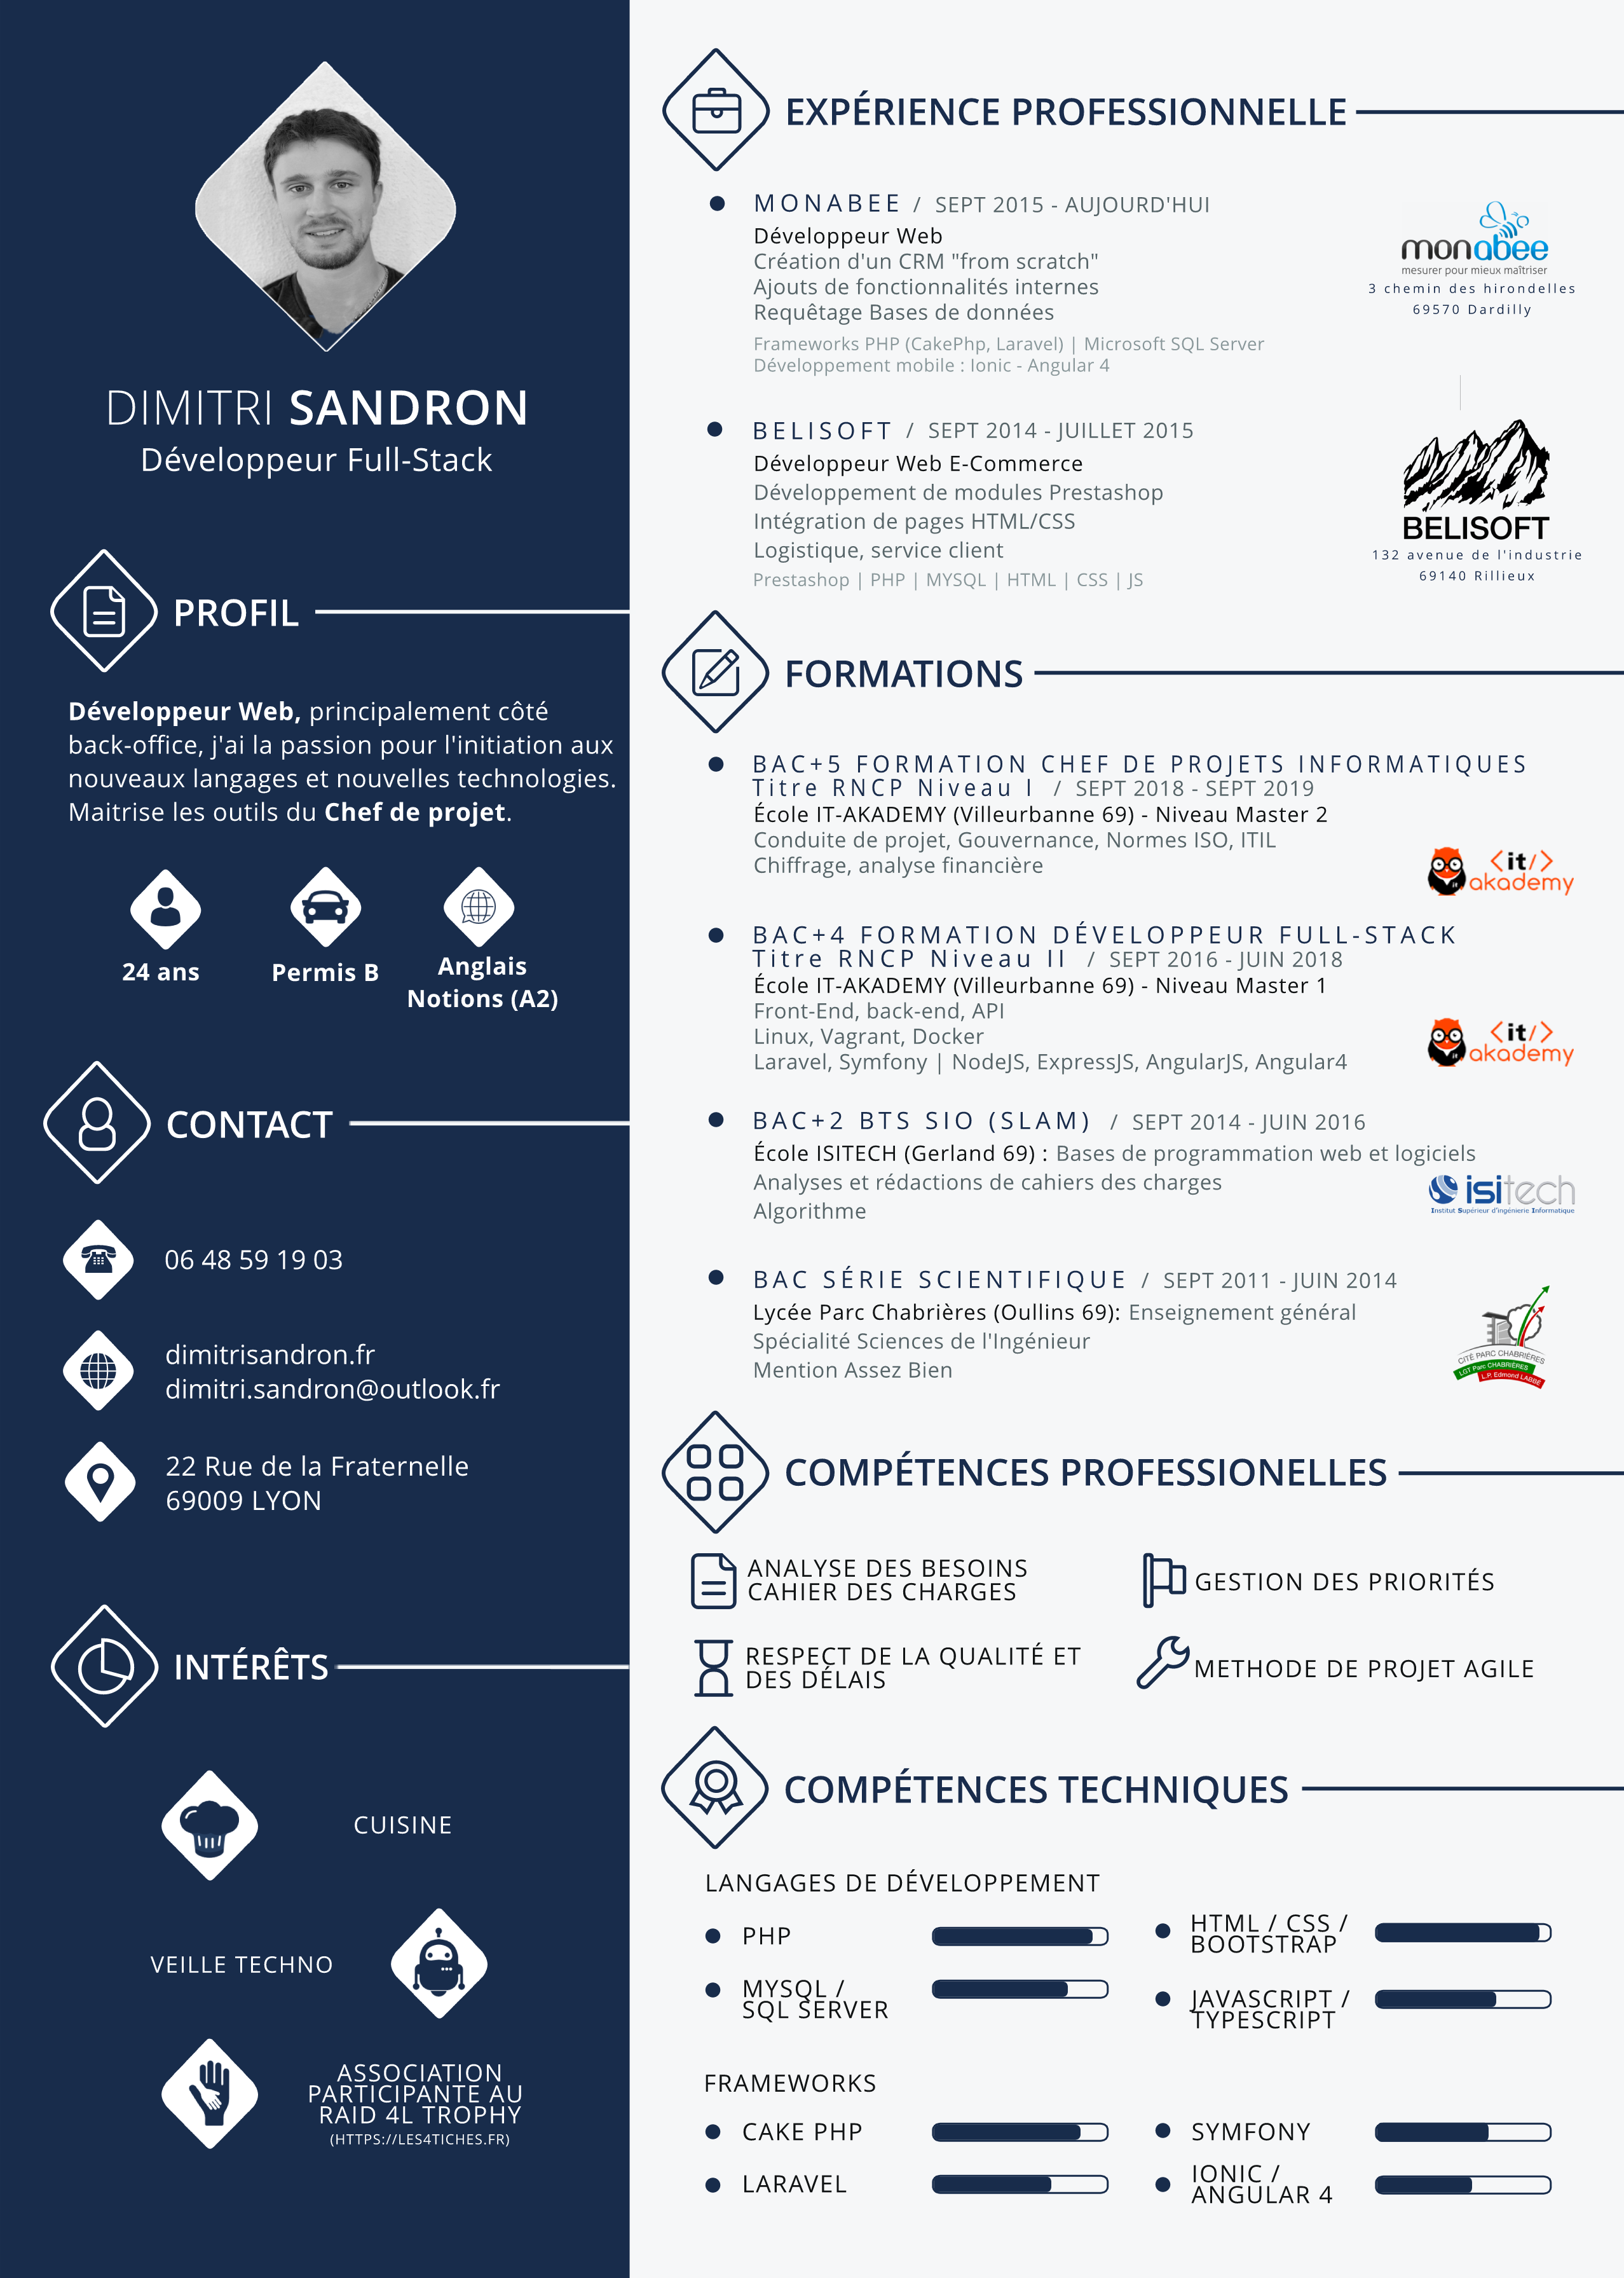 DIMITRI SANDRON
Développeur Full-Stack
PROFIL
Développeur Web, principalement côté
back-office, j'ai la passion pour l'initiation aux
nouveaux langages et nouvelles technologies.
Maitrise les outils du Chef de projet.
24 ans
Permis B
Anglais
Notions (A2)
CONTACT
06 48 59 19 03
dimitrisandron.fr
dimitri.sandron@outlook.fr
22 Rue de la Fraternelle
69009 LYON
INTÉRÊTS
CUISINE
VEILLE TECHNO
ASSOCIATION
PARTICIPANTE AU
RAID 4L TROPHY
(HTTPS://LES4TICHES.FR)
EXPÉRIENCE PROFESSIONNELLE
MONABEE / SEPT 2015 - AUJOURD'HUI
Développeur Web
Création d'un CRM "from scratch"
Ajouts de fonctionnalités internes
Requêtage Bases de données
Frameworks PHP (CakePhp, Laravel) | Microsoft SQL Server
Développement mobile : Ionic - Angular 4
monabee
mesurer pour mieux maîtriser
3 chemin des hirondelles
69570 Dardilly
BELISOFT / SEPT 2014 - JUILLET 2015
Développeur Web E-Commerce
Développement de modules Prestashop
Intégration de pages HTML/CSS
Logistique, service client
Prestashop | PHP | MYSQL | HTML | CSS | JS
BELISOFT
132 avenue de l'industrie
69140 Rillieux
FORMATIONS
BAC+5 FORMATION CHEF DE PROJETS INFORMATIQUES
Titre RNCP Niveau I / SEPT 2018 - SEPT 2019
École IT-AKADEMY (Villeurbanne 69) - Niveau Master 2
Conduite de projet, Gouvernance, Normes ISO, ITIL
Chiffrage, analyse financière
<it/>
akademy
BAC+4 FORMATION DÉVELOPPEUR FULL-STACK
Titre RNCP Niveau II / SEPT 2016 - JUIN 2018
École IT-AKADEMY (Villeurbanne 69) - Niveau Master 1
Front-End, back-end, API
Linux, Vagrant, Docker
Laravel, Symfony | NodeJS, ExpressJS, AngularJS, Angular4
<it/>
akademy
BAC+2 BTS SIO (SLAM) / SEPT 2014 - JUIN 2016
École ISITECH (Gerland 69) : Bases de programmation web et logiciels
Analyses et rédactions de cahiers des charges
Algorithme
isitech
Institut Supérieur d'ingénierie Informatique
BAC SÉRIE SCIENTIFIQUE / SEPT 2011 - JUIN 2014
Lycée Parc Chabrières (Oullins 69): Enseignement général
Spécialité Sciences de l'Ingénieur
Mention Assez Bien
CITÉ PARC CHABRIÈRES
LGT Parc CHABRIÈRES
L.P. Edmond LABBÉ
COMPÉTENCES PROFESSIONELLES
ANALYSE DES BESOINS
CAHIER DES CHARGES
GESTION DES PRIORITÉS
RESPECT DE LA QUALITÉ ET
DES DÉLAIS
METHODE DE PROJET AGILE
COMPÉTENCES TECHNIQUES
LANGAGES DE DÉVELOPPEMENT
PHP
HTML / CSS /
BOOTSTRAP
MYSQL /
SQL SERVER
JAVASCRIPT /
TYPESCRIPT
FRAMEWORKS
CAKE PHP
SYMFONY
LARAVEL
IONIC /
ANGULAR 4